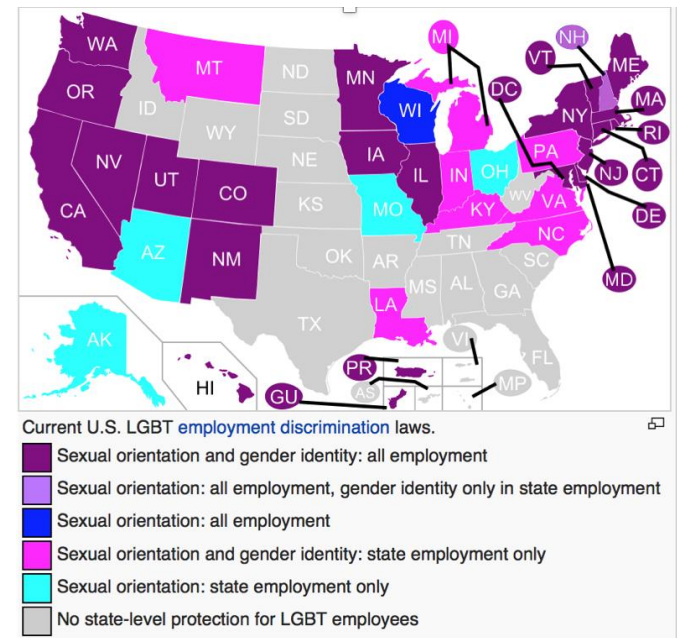 WA
MT
ND
MN
MI
NH
VT
ME
OR
ID
SD
WI
DC
NY
MA
WY
RI
NV
UT
NE
IA
IL
IN
OH
PA
NJ
CT
CO
KS
MO
KY
WV
VA
DE
CA
AZ
NM
OK
AR
TN
NC
SC
MD
TX
LA
MS
AL
GA
FL
AK
HI
PR
VI
AS
MP
GU
Current U.S. LGBT employment discrimination laws.
Sexual orientation and gender identity: all employment
Sexual orientation: all employment, gender identity only in state employment
Sexual orientation: all employment
Sexual orientation and gender identity: state employment only
Sexual orientation: state employment only
No state-level protection for LGBT employees